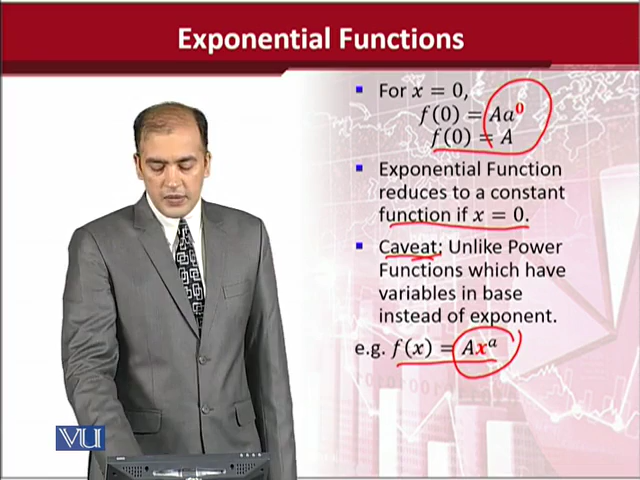 Exponential Functions
▪ For x = 0,
f(0) = Aa⁰
f(0) = A
▪ Exponential Function
reduces to a constant
function if x = 0.
▪ Caveat: Unlike Power
Functions which have
variables in base
instead of exponent.
e.g. f(x) = Axᵃ
VU